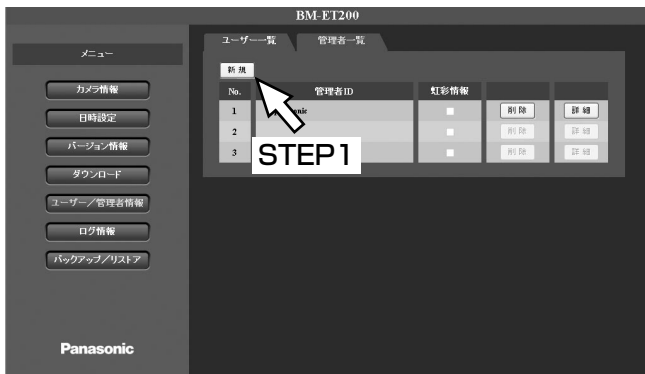 BM-ET200
メニュー
カメラ情報
日時設定
バージョン情報
ダウンロード
ユーザー／管理者情報
ログ情報
バックアップ／リストア
Panasonic
ユーザー一覧 管理者一覧
新規
No. 管理者ID 虹彩情報
1 nic 削除 詳細
2 削除 詳細
3 削除 詳細
STEP1